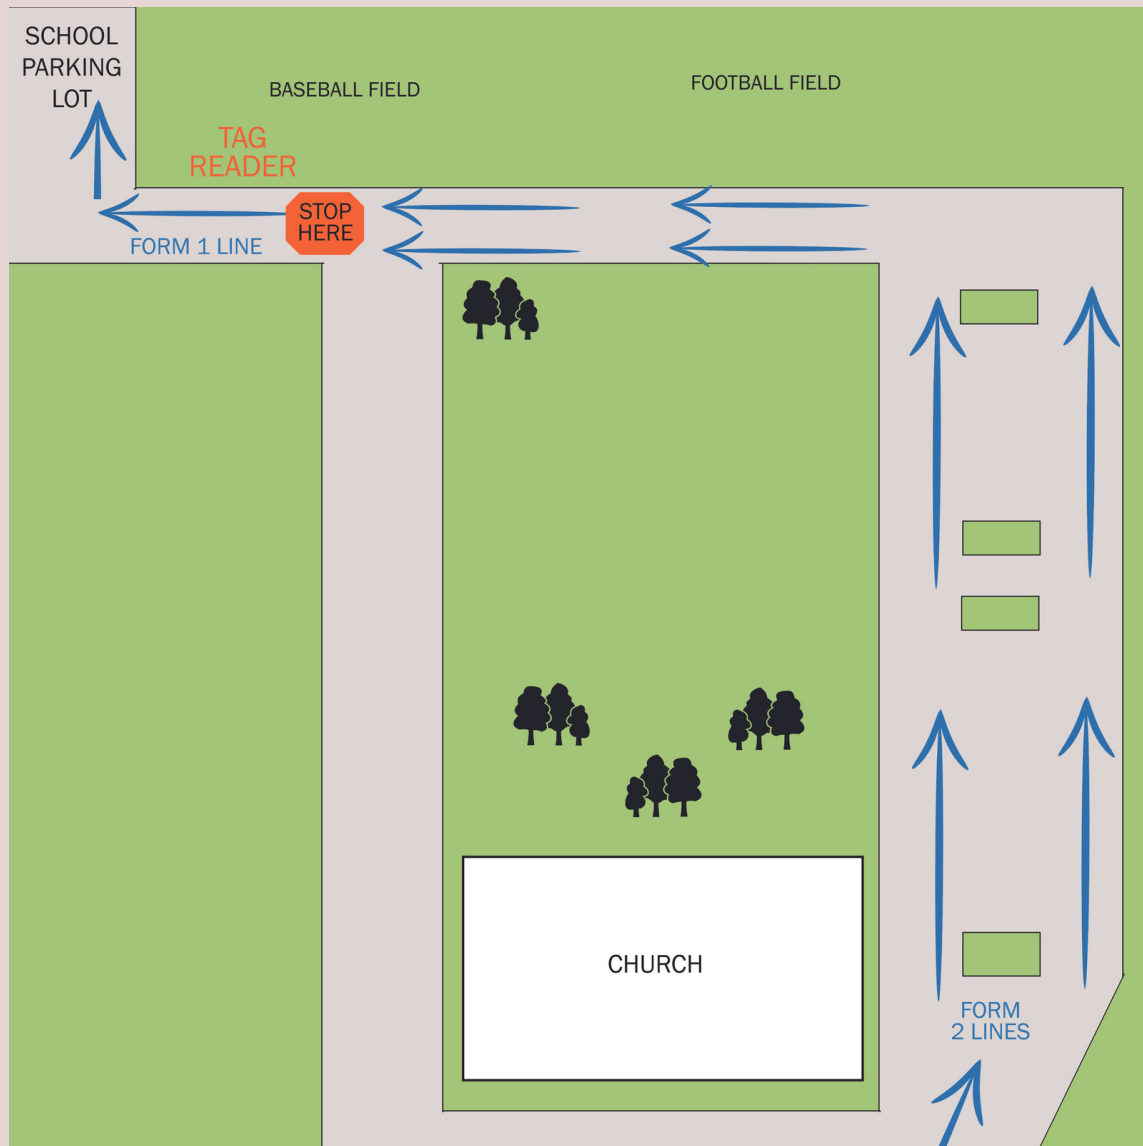 SCHOOL
PARKING
LOT
BASEBALL FIELD
FOOTBALL FIELD
TAG
READER
STOP
HERE
FORM 1 LINE
CHURCH
FORM
2 LINES